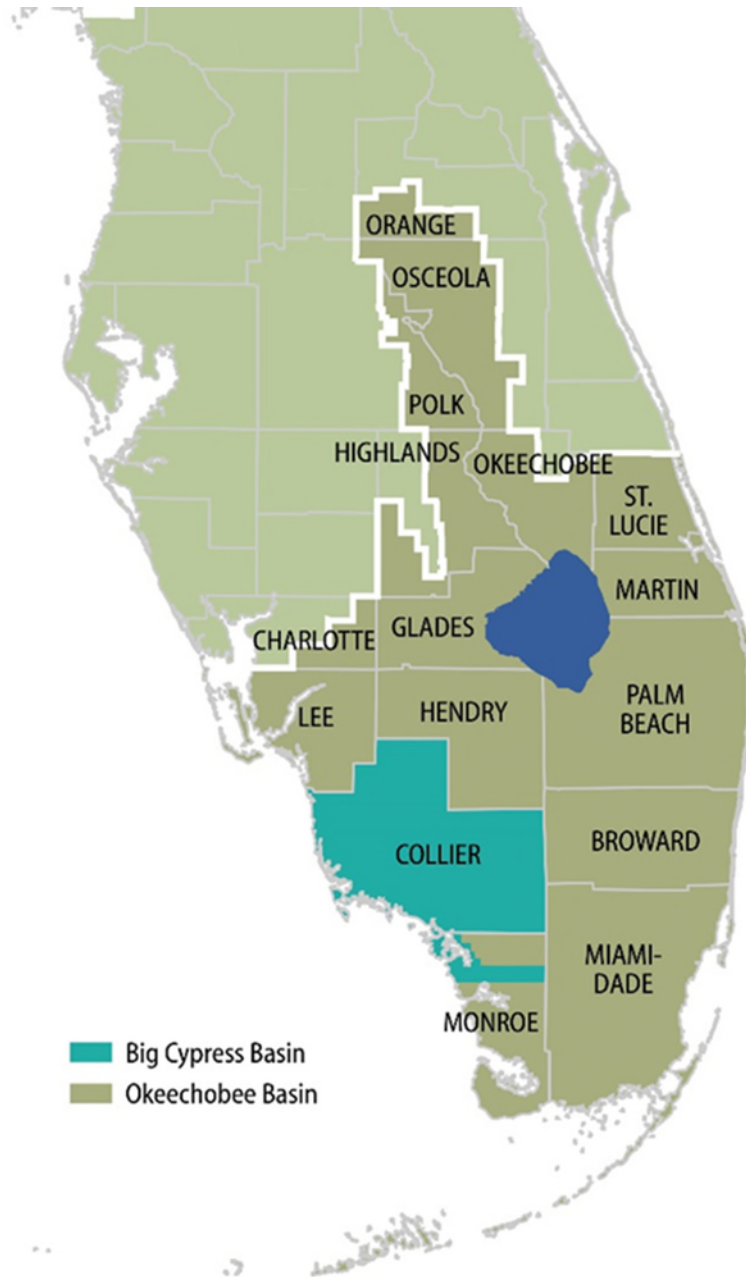 ORANGE
OSCEOLA
POLK
HIGHLANDS
OKEECHOBEE
ST.
LUCIE
MARTIN
CHARLOTTE
GLADES
LEE
HENDRY
PALM
BEACH
COLLIER
BROWARD
MIAMI-
DADE
MONROE
Big Cypress Basin
Okeechobee Basin